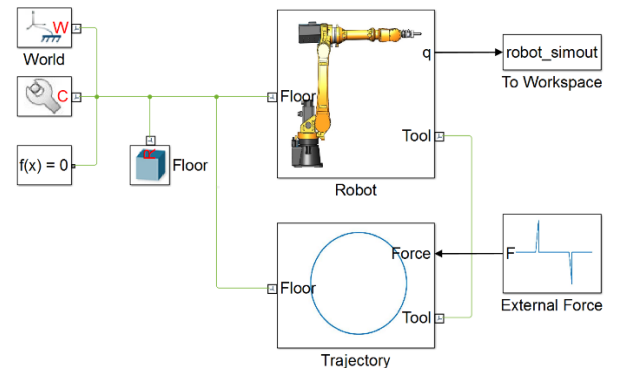 W
World
C
f(x) = 0
Floor
Floor
q
Tool
Robot
robot_simout
To Workspace
Force
Floor
Tool
Trajectory
F
External Force